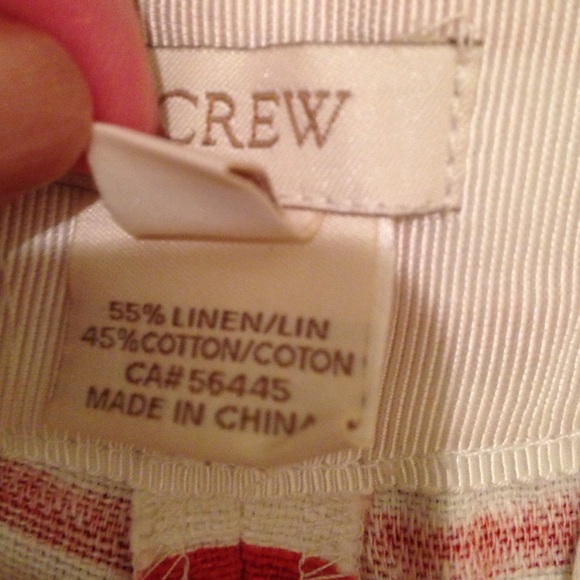 CREW
55% LINEN/LIN
45%COTTON/COTON
CA#56445
MADE IN CHINA